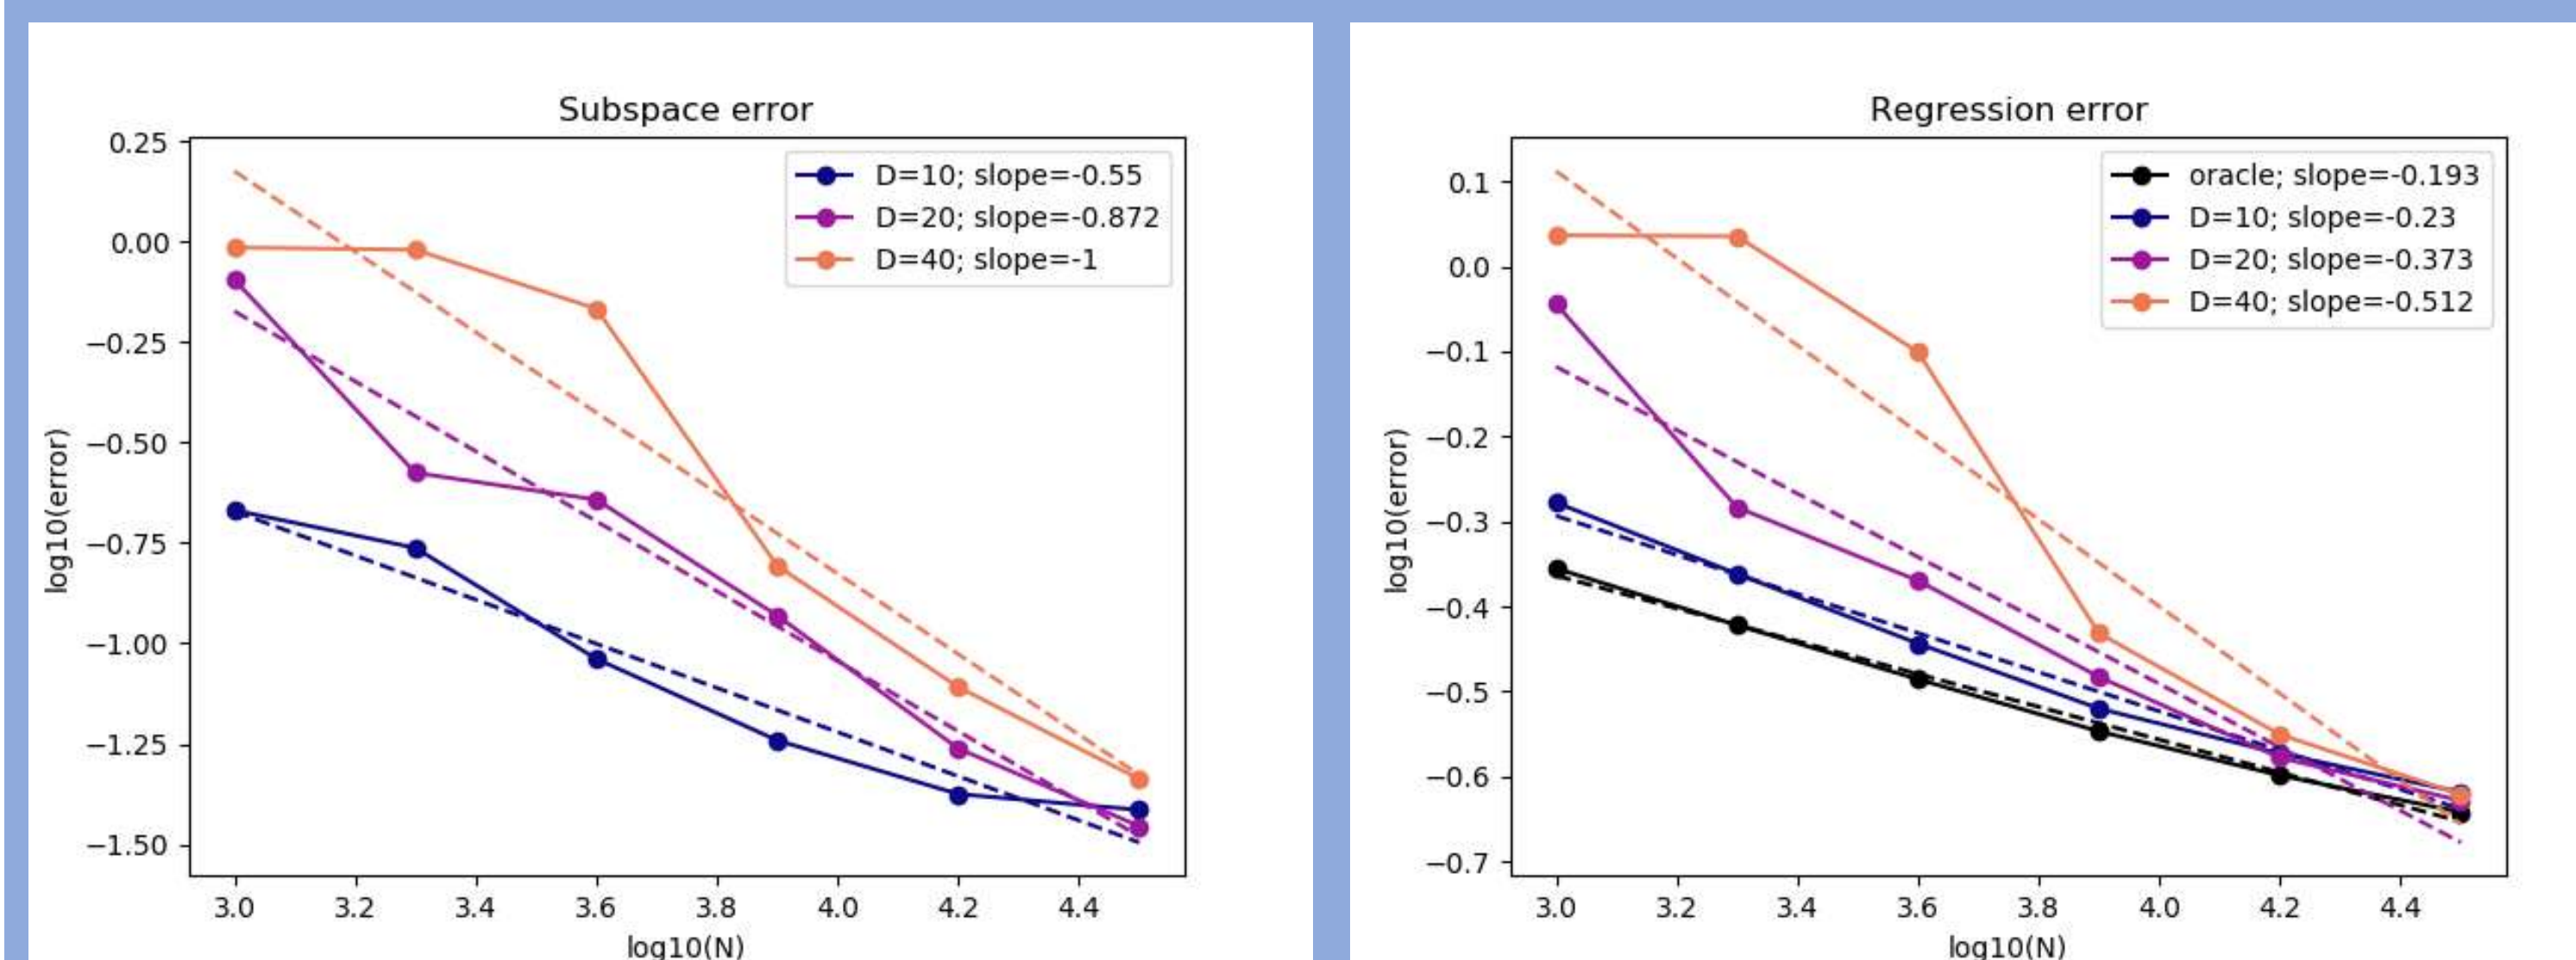 Subspace error
0.25
0.00
−0.25
−0.50
−0.75
−1.00
−1.25
−1.50
log10(error)
D=10; slope=-0.55
D=20; slope=-0.872
D=40; slope=-1
3.0 3.2 3.4 3.6 3.8 4.0 4.2 4.4
log10(N)
Regression error
0.1
0.0
−0.1
−0.2
−0.3
−0.4
−0.5
−0.6
−0.7
log10(error)
oracle; slope=-0.193
D=10; slope=-0.23
D=20; slope=-0.373
D=40; slope=-0.512
3.0 3.2 3.4 3.6 3.8 4.0 4.2 4.4
log10(N)